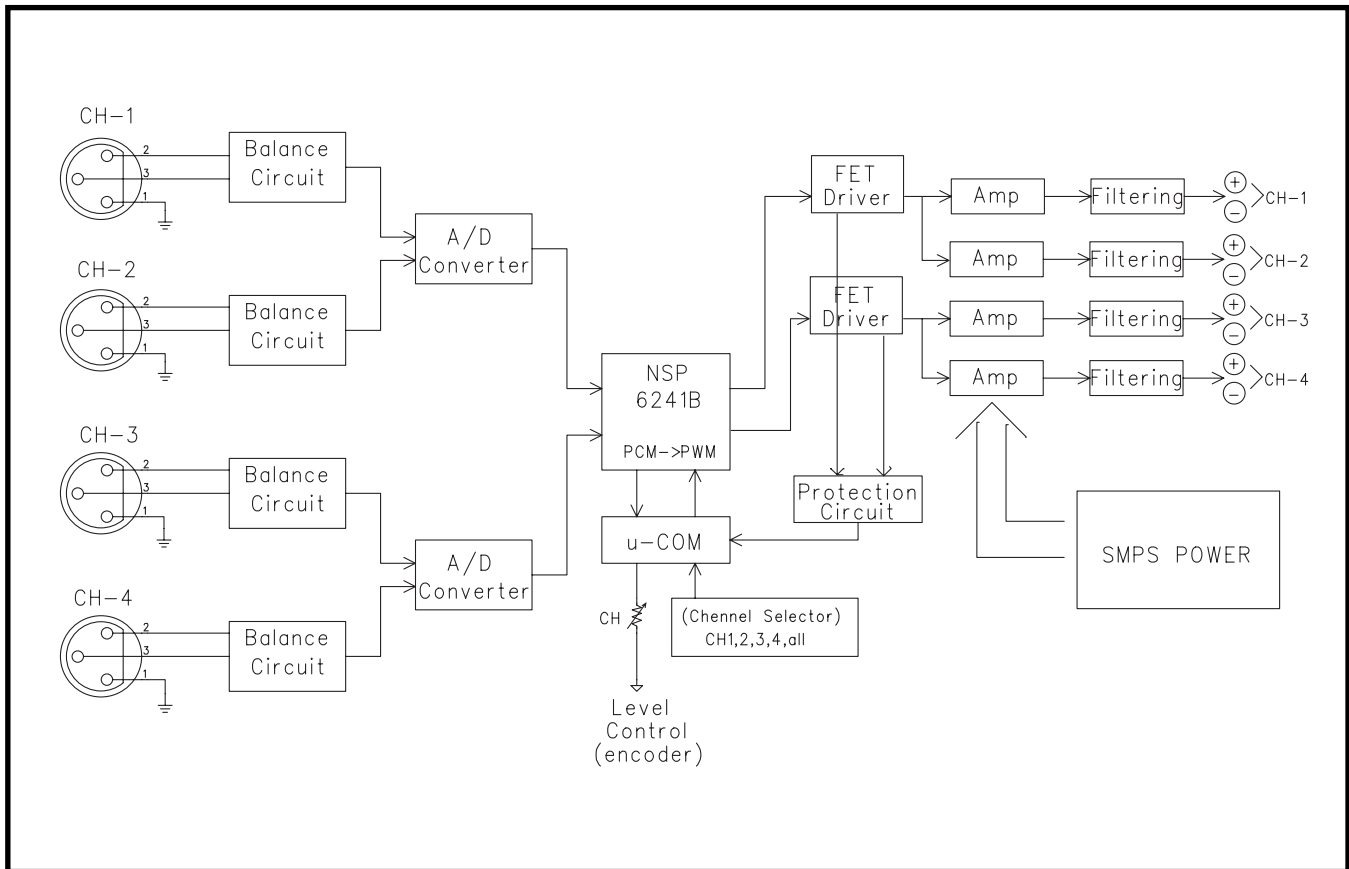 CH-1
2
3
1
Balance
Circuit
CH-2
2
3
1
Balance
Circuit
A/D
Converter
CH-3
2
3
1
Balance
Circuit
CH-4
2
3
1
Balance
Circuit
A/D
Converter
NSP
6241B
PCM->PWM
u-COM
CH
Level
Control
(encoder)
(Chennel Selector)
CH1,2,3,4,all
FET
Driver
FET
Driver
Protection
Circuit
Amp
Filtering
+
−
CH-1
Amp
Filtering
+
−
CH-2
Amp
Filtering
+
−
CH-3
Amp
Filtering
+
−
CH-4
SMPS POWER